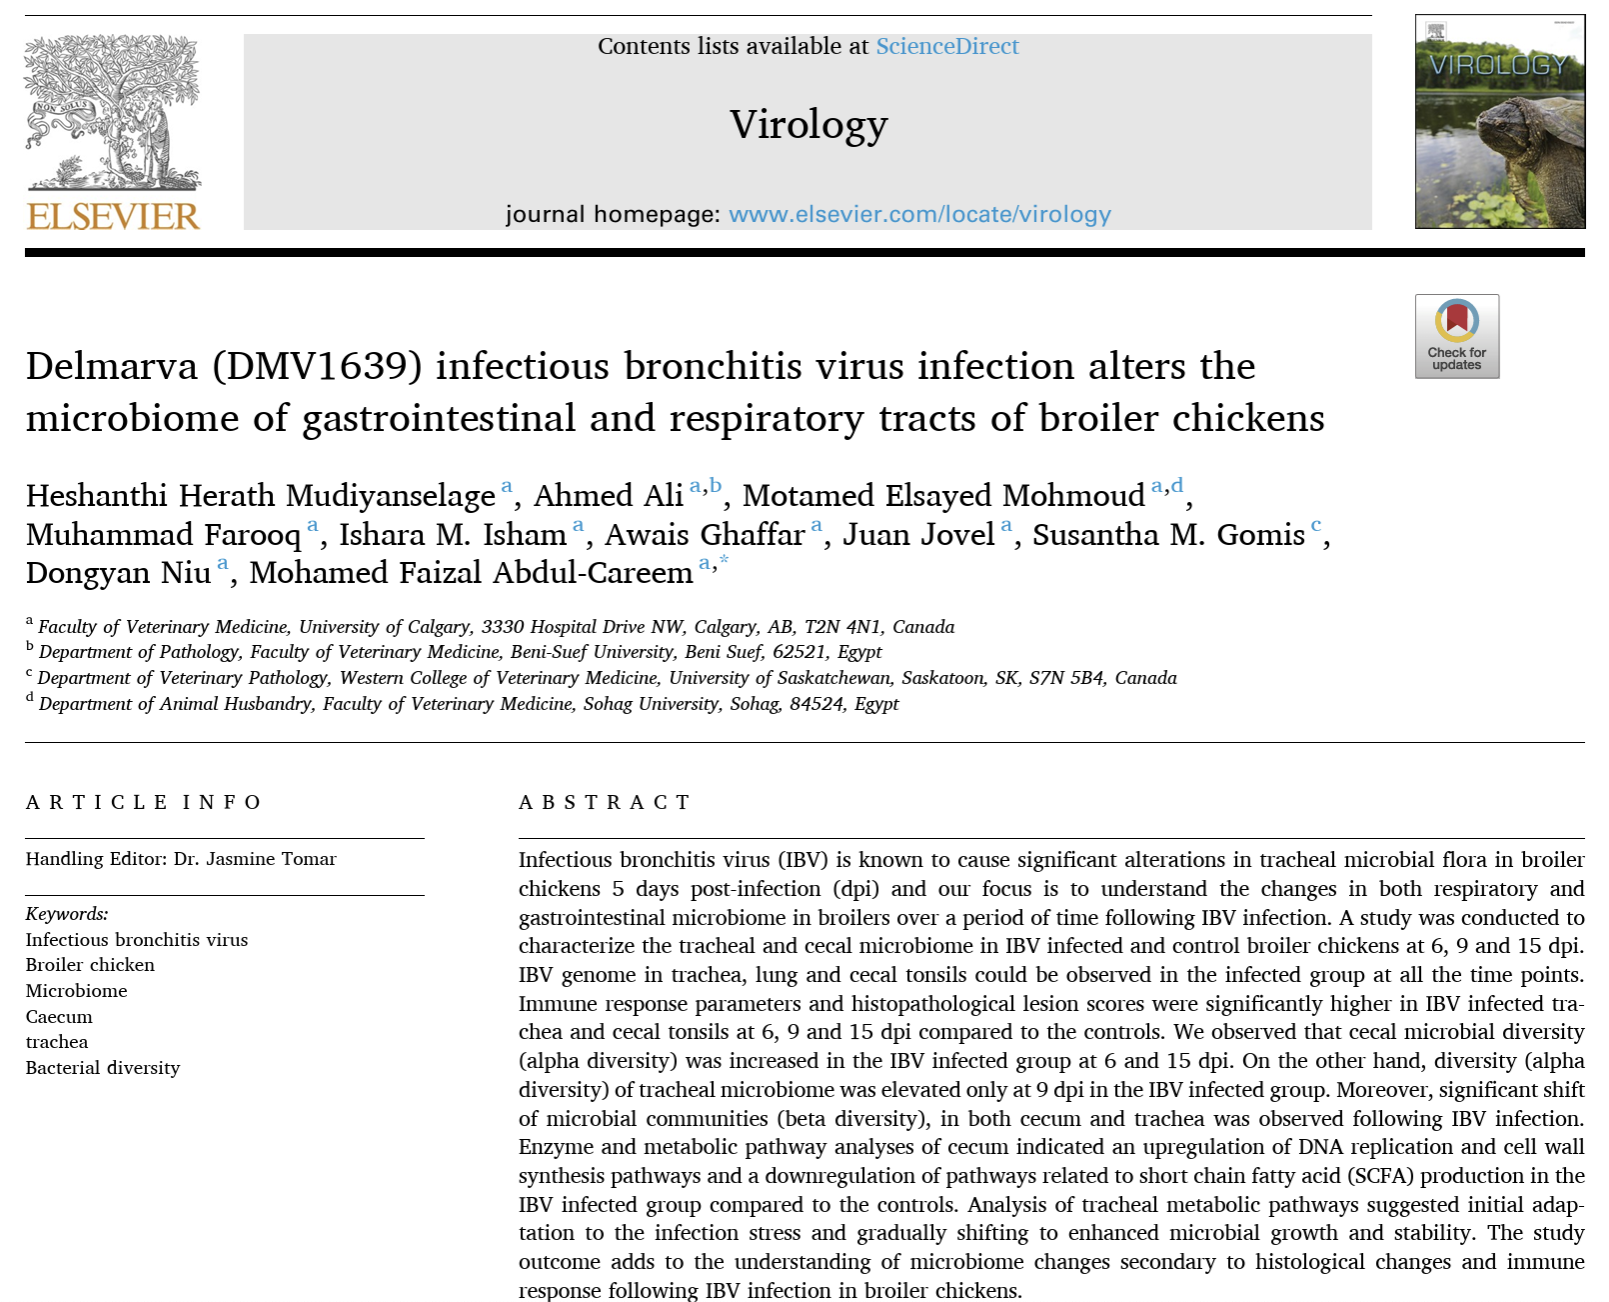 Contents lists available at ScienceDirect
Virology
journal homepage: www.elsevier.com/locate/virology
NON SOLUS
ELSEVIER
VIROLOGY
Check for
updates
Delmarva (DMV1639) infectious bronchitis virus infection alters the
microbiome of gastrointestinal and respiratory tracts of broiler chickens
Heshanthi Herath Mudiyanselage a, Ahmed Ali a,b, Motamed Elsayed Mohmoud a,d,
Muhammad Farooq a, Ishara M. Isham a, Awais Ghaffar a, Juan Jovel a, Susantha M. Gomis c,
Dongyan Niu a, Mohamed Faizal Abdul-Careem a,*
a Faculty of Veterinary Medicine, University of Calgary, 3330 Hospital Drive NW, Calgary, AB, T2N 4N1, Canada
b Department of Pathology, Faculty of Veterinary Medicine, Beni-Suef University, Beni Suef, 62521, Egypt
c Department of Veterinary Pathology, Western College of Veterinary Medicine, University of Saskatchewan, Saskatoon, SK, S7N 5B4, Canada
d Department of Animal Husbandry, Faculty of Veterinary Medicine, Sohag University, Sohag, 84524, Egypt
ARTICLE INFO
Handling Editor: Dr. Jasmine Tomar
Keywords:
Infectious bronchitis virus
Broiler chicken
Microbiome
Caecum
trachea
Bacterial diversity
ABSTRACT
Infectious bronchitis virus (IBV) is known to cause significant alterations in tracheal microbial flora in broiler
chickens 5 days post-infection (dpi) and our focus is to understand the changes in both respiratory and
gastrointestinal microbiome in broilers over a period of time following IBV infection. A study was conducted to
characterize the tracheal and cecal microbiome in IBV infected and control broiler chickens at 6, 9 and 15 dpi.
IBV genome in trachea, lung and cecal tonsils could be observed in the infected group at all the time points.
Immune response parameters and histopathological lesion scores were significantly higher in IBV infected tra-
chea and cecal tonsils at 6, 9 and 15 dpi compared to the controls. We observed that cecal microbial diversity
(alpha diversity) was increased in the IBV infected group at 6 and 15 dpi. On the other hand, diversity (alpha
diversity) of tracheal microbiome was elevated only at 9 dpi in the IBV infected group. Moreover, significant shift
of microbial communities (beta diversity), in both cecum and trachea was observed following IBV infection.
Enzyme and metabolic pathway analyses of cecum indicated an upregulation of DNA replication and cell wall
synthesis pathways and a downregulation of pathways related to short chain fatty acid (SCFA) production in the
IBV infected group compared to the controls. Analysis of tracheal metabolic pathways suggested initial adap-
tation to the infection stress and gradually shifting to enhanced microbial growth and stability. The study
outcome adds to the understanding of microbiome changes secondary to histological changes and immune
response following IBV infection in broiler chickens.